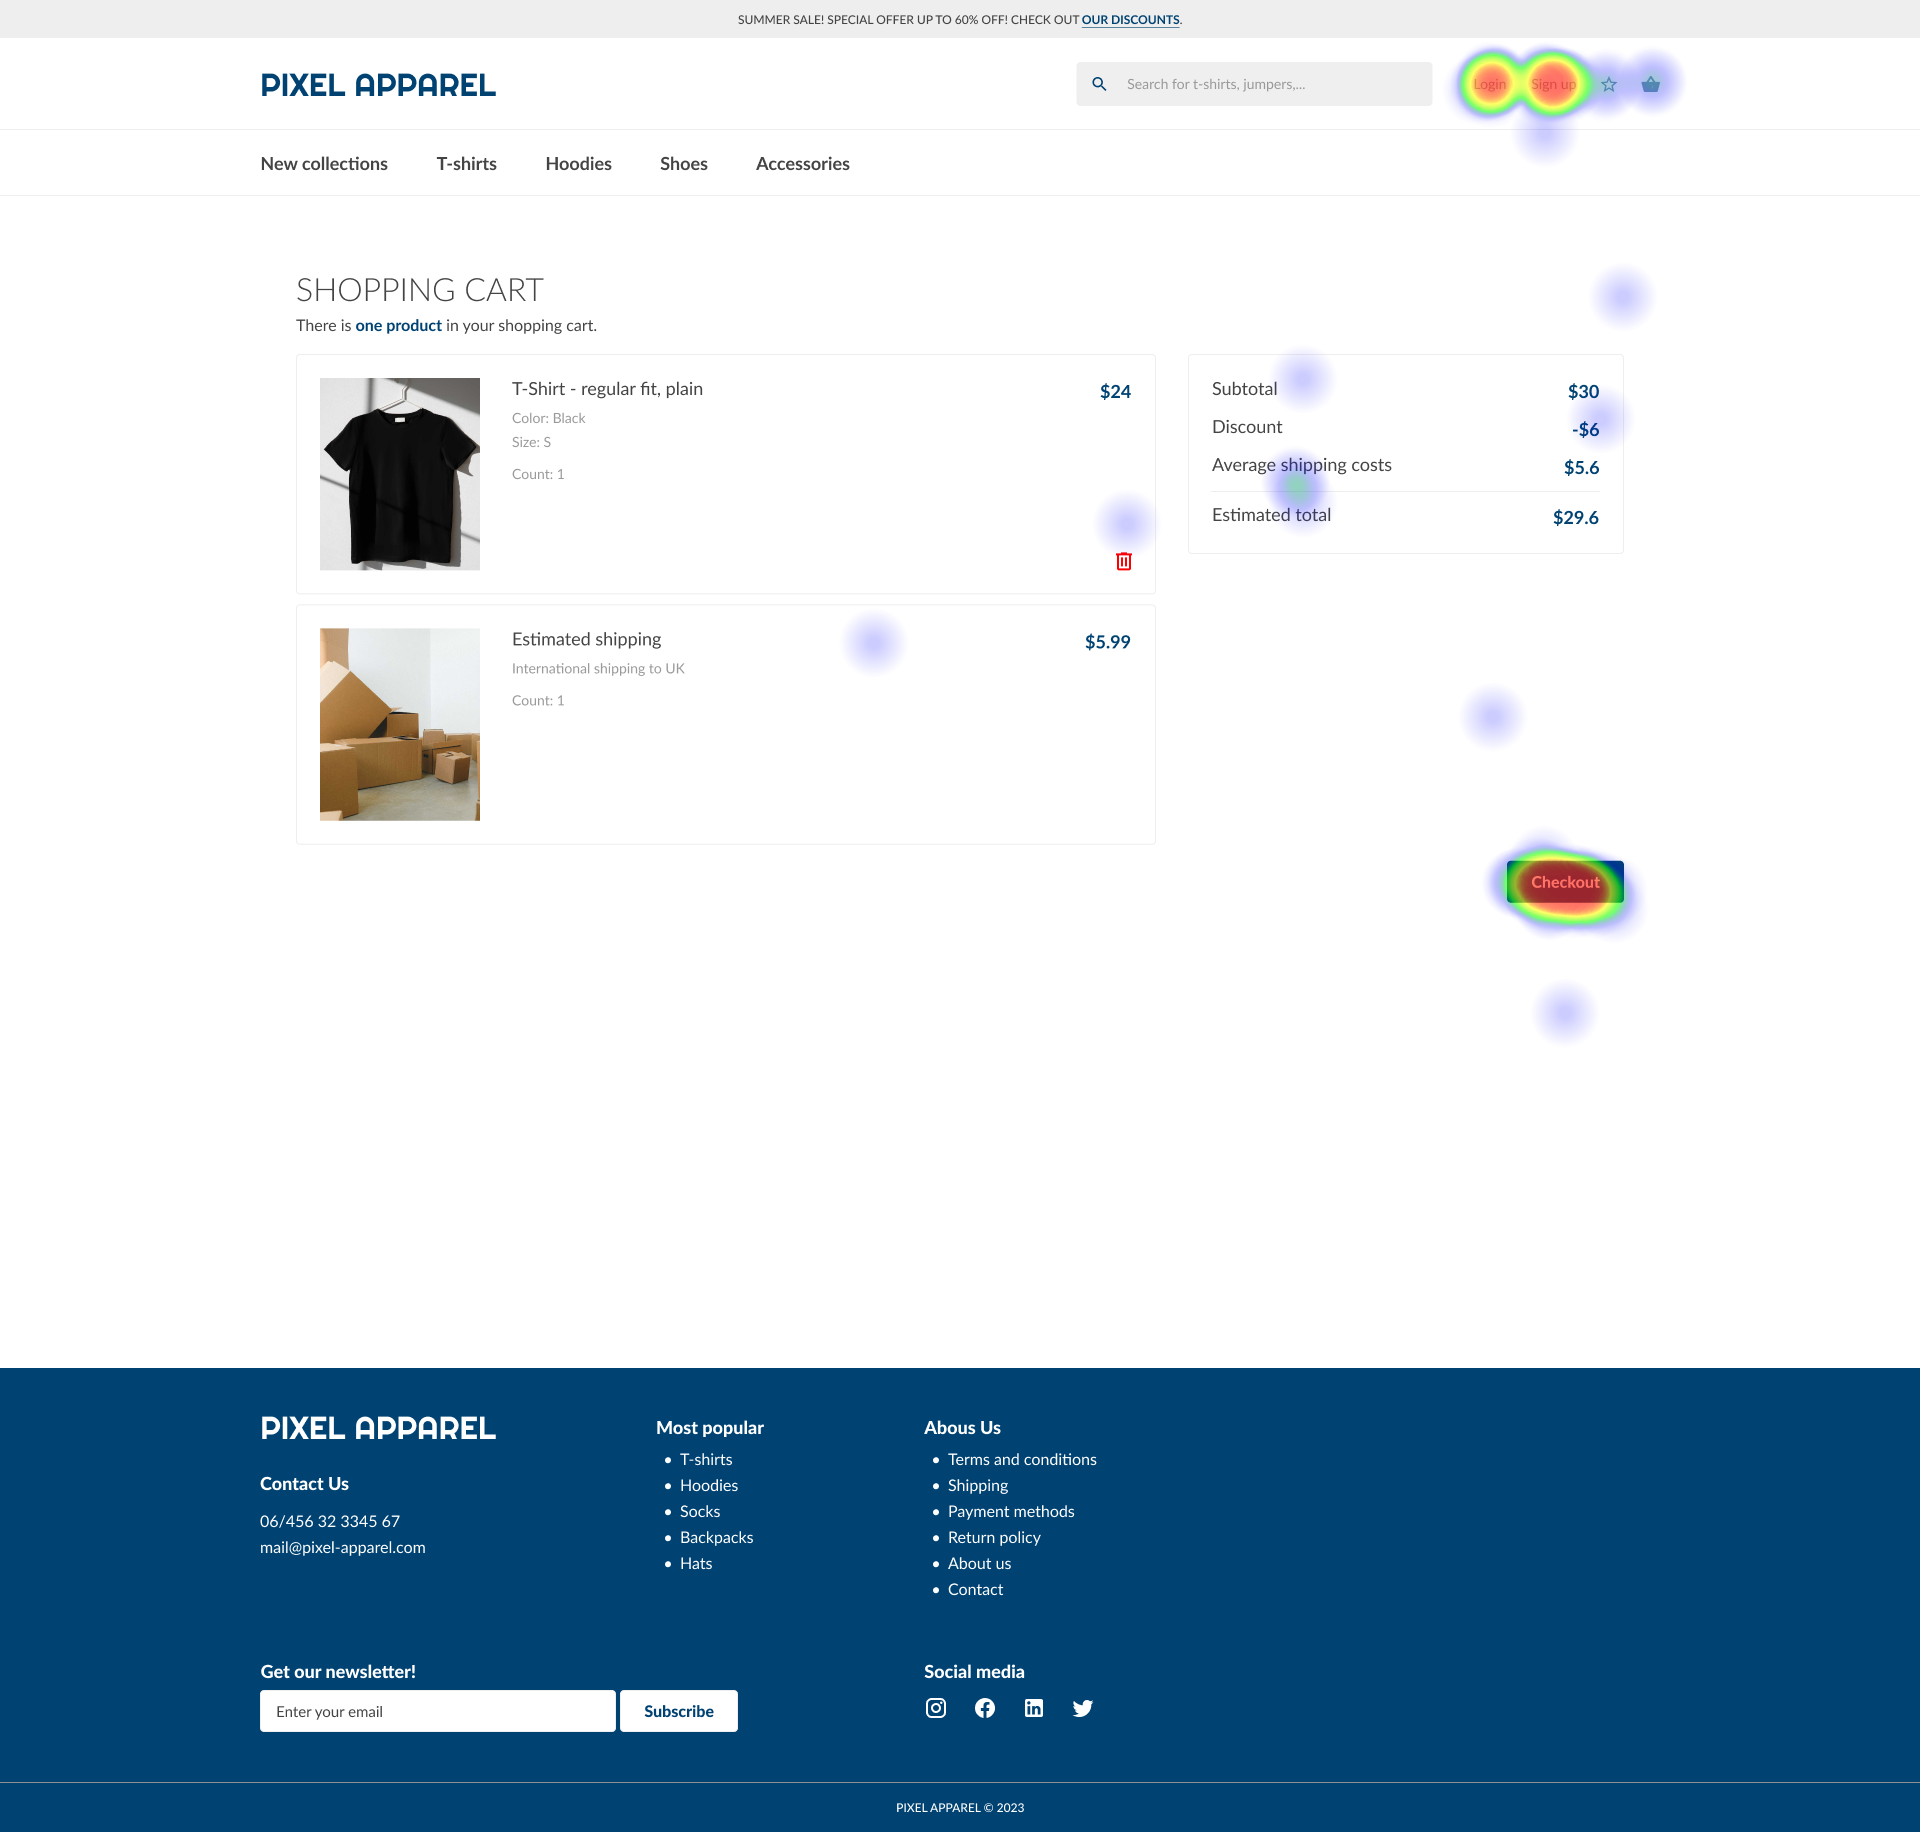 SUMMER SALE! SPECIAL OFFER UP TO 60% OFF! CHECK OUT OUR DISCOUNTS.
PIXEL APPAREL
Search for t-shirts, jumpers,...
Login
Sign up
New collections
T-shirts
Hoodies
Shoes
Accessories
SHOPPING CART
There is one product in your shopping cart.
T-Shirt - regular fit, plain
$24
Color: Black
Size: S
Count: 1
Subtotal
$30
Discount
-$6
Average shipping costs
$5.6
Estimated total
$29.6
Estimated shipping
$5.99
International shipping to UK
Count: 1
Checkout
PIXEL APPAREL
Contact Us
06/456 32 3345 67
mail@pixel-apparel.com
Most popular
T-shirts
Hoodies
Socks
Backpacks
Hats
Abous Us
Terms and conditions
Shipping
Payment methods
Return policy
About us
Contact
Get our newsletter!
Enter your email
Subscribe
Social media
PIXEL APPAREL © 2023